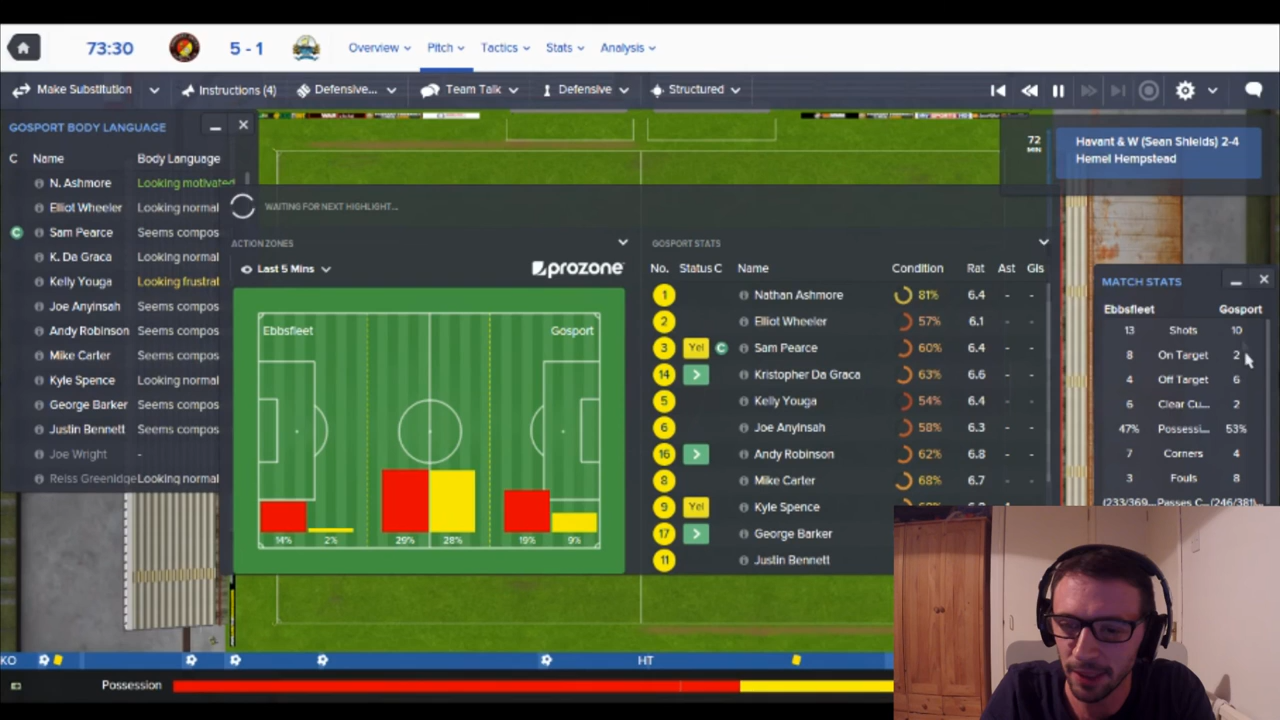 73:30 5 - 1 Overview Pitch Tactics Stats Analysis
Make Substitution Instructions (4) Defensive... Team Talk Defensive Structured
GOSPORT BODY LANGUAGE
C Name Body Language
N. Ashmore Looking motivated
Elliot Wheeler Looking normal
C Sam Pearce Seems compos
K. Da Graca Looking normal
Kelly Youga Looking frustrat
Joe Anyinsah Seems compos
Andy Robinson Seems compos
Mike Carter Seems compos
Kyle Spence Looking normal
George Barker Seems compos
Justin Bennett Seems compos
Joe Wright -
Reiss Greenidge Looking normal
WAITING FOR NEXT HIGHLIGHT...
ACTION ZONES
Last 5 Mins prozone
Ebbsfleet Gosport
14% 2% 29% 28% 19% 9%
GOSPORT STATS
No. Status C Name Condition Rat Ast Gls
1 Nathan Ashmore 81% 6.4 - -
2 Elliot Wheeler 57% 6.1 - -
3 Yel C Sam Pearce 60% 6.4 - -
14 Kristopher Da Graca 63% 6.6 - -
5 Kelly Youga 54% 6.4 - -
6 Joe Anyinsah 58% 6.3 - -
16 Andy Robinson 62% 6.8 - -
8 Mike Carter 68% 6.7 - -
9 Yel Kyle Spence
17 George Barker
11 Justin Bennett
72 MIN
Havant & W (Sean Shields) 2-4
Hemel Hempstead
MATCH STATS
Ebbsfleet Gosport
13 Shots 10
8 On Target 2
4 Off Target 6
6 Clear Cu... 2
47% Possessi... 53%
7 Corners 4
3 Fouls 8
(233/369... Passes C... (246/381)
KO HT
Possession